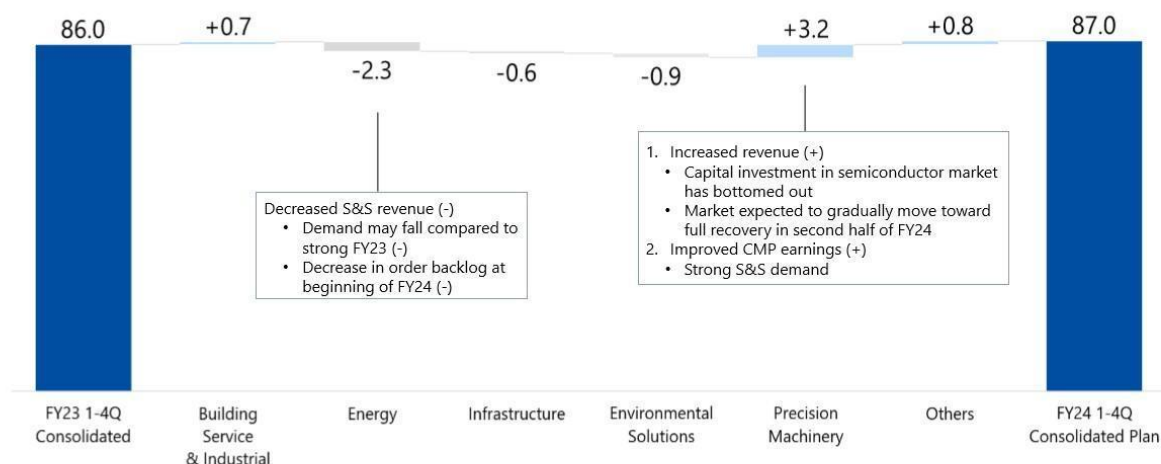 86.0
+0.7
-2.3
-0.6
-0.9
+3.2
+0.8
87.0
Decreased S&S revenue (-)
• Demand may fall compared to
strong FY23 (-)
• Decrease in order backlog at
beginning of FY24 (-)
1. Increased revenue (+)
• Capital investment in semiconductor market
has bottomed out
• Market expected to gradually move toward
full recovery in second half of FY24
2. Improved CMP earnings (+)
• Strong S&S demand
FY23 1-4Q
Consolidated
Building
Service
& Industrial
Energy
Infrastructure
Environmental
Solutions
Precision
Machinery
Others
FY24 1-4Q
Consolidated Plan